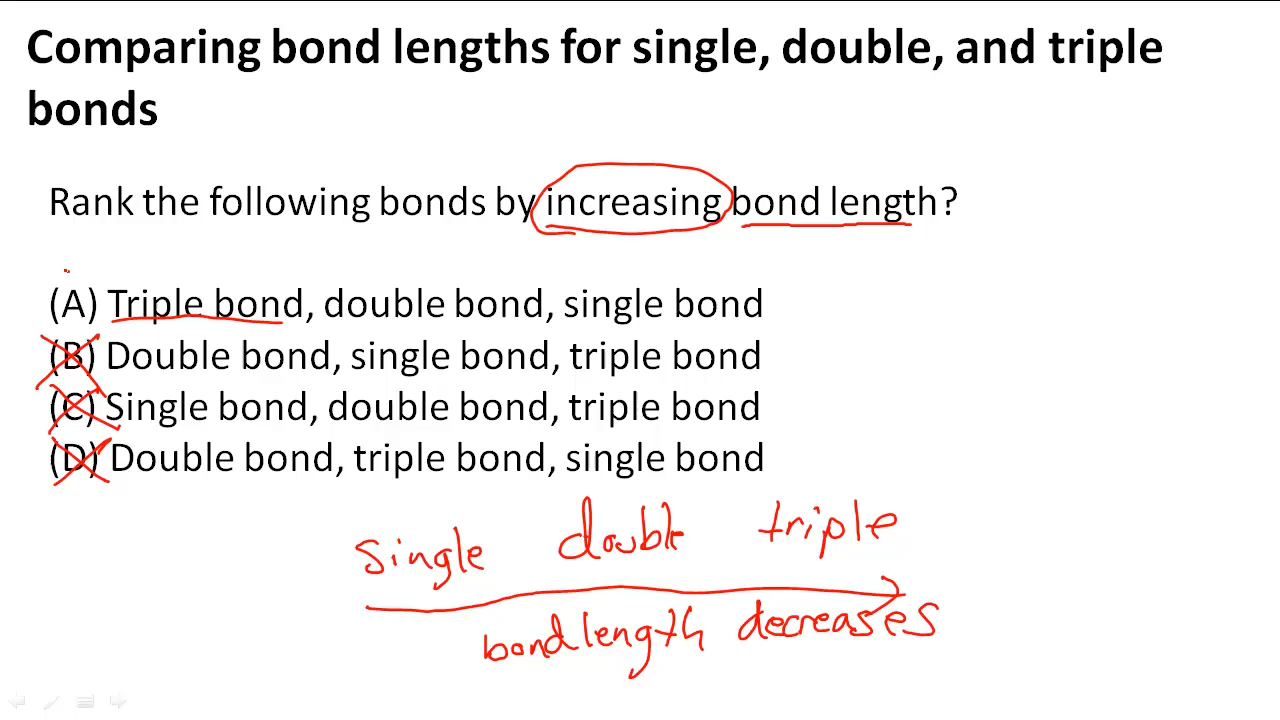 Comparing bond lengths for single, double, and triple
bonds
Rank the following bonds by increasing bond length?
(A) Triple bond, double bond, single bond
(B) Double bond, single bond, triple bond
(C) Single bond, double bond, triple bond
(D) Double bond, triple bond, single bond
single double triple
bond length decreases